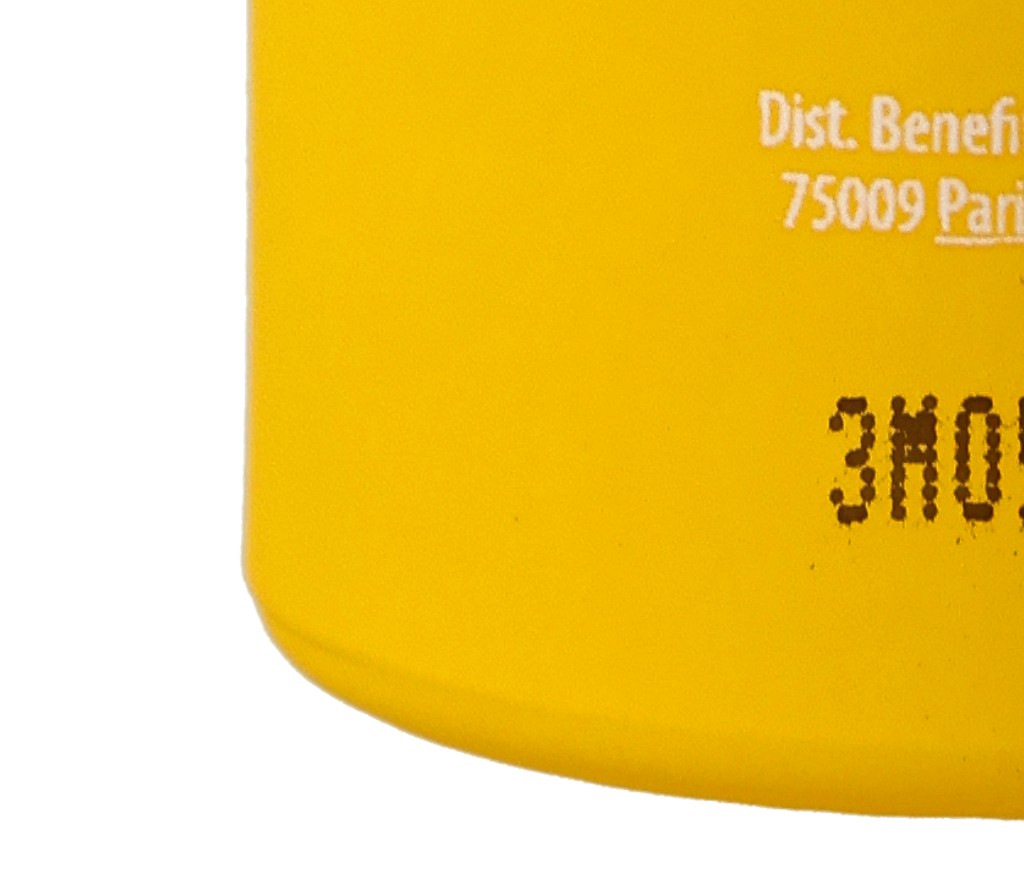 Dist. Benefi
75009 Pari
3M0